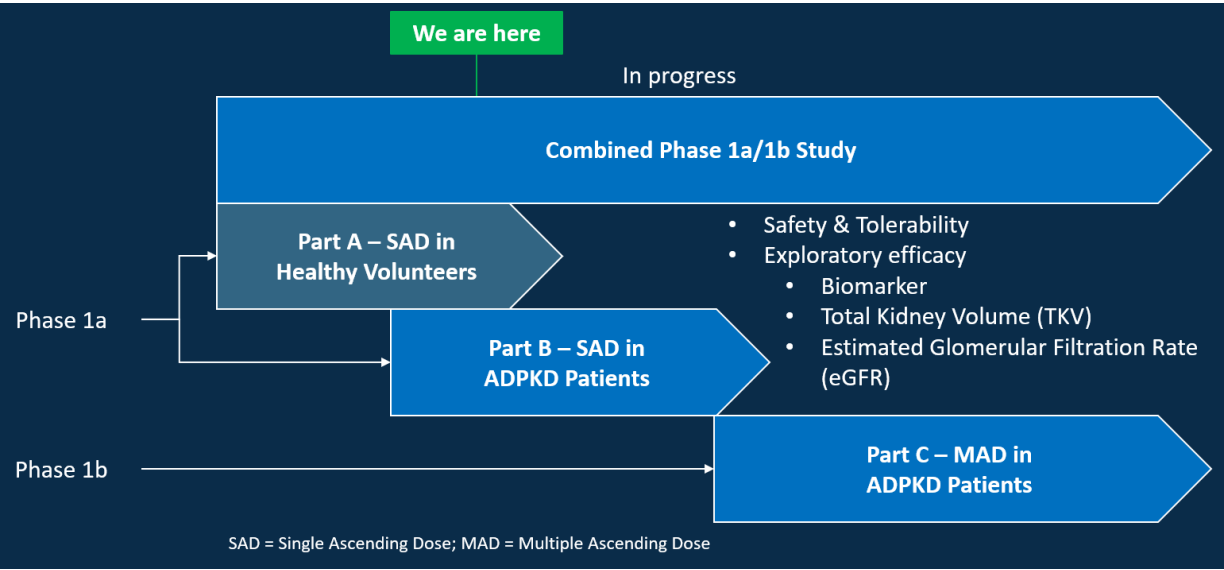 We are here
In progress
Combined Phase 1a/1b Study
Part A – SAD in
Healthy Volunteers
• Safety & Tolerability
• Exploratory efficacy
• Biomarker
• Total Kidney Volume (TKV)
• Estimated Glomerular Filtration Rate
(eGFR)
Phase 1a
Part B – SAD in
ADPKD Patients
Phase 1b
Part C – MAD in
ADPKD Patients
SAD = Single Ascending Dose; MAD = Multiple Ascending Dose